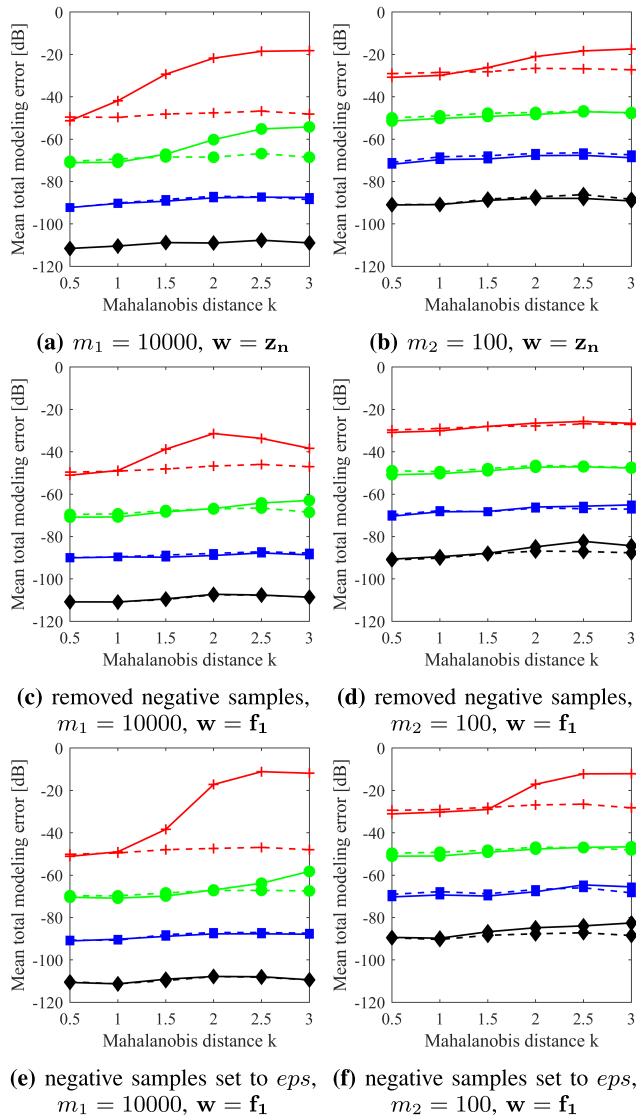 0
-20
-40
-60
-80
-100
-120
Mean total modeling error [dB]
0.5 1 1.5 2 2.5 3
Mahalanobis distance k
(a) m₁ = 10000, w = zₙ
0
-20
-40
-60
-80
-100
-120
Mean total modeling error [dB]
0.5 1 1.5 2 2.5 3
Mahalanobis distance k
(b) m₂ = 100, w = zₙ
0
-20
-40
-60
-80
-100
-120
Mean total modeling error [dB]
0.5 1 1.5 2 2.5 3
Mahalanobis distance k
(c) removed negative samples,
m₁ = 10000, w = f₁
0
-20
-40
-60
-80
-100
-120
Mean total modeling error [dB]
0.5 1 1.5 2 2.5 3
Mahalanobis distance k
(d) removed negative samples,
m₂ = 100, w = f₁
0
-20
-40
-60
-80
-100
-120
Mean total modeling error [dB]
0.5 1 1.5 2 2.5 3
Mahalanobis distance k
(e) negative samples set to eps,
m₁ = 10000, w = f₁
0
-20
-40
-60
-80
-100
-120
Mean total modeling error [dB]
0.5 1 1.5 2 2.5 3
Mahalanobis distance k
(f) negative samples set to eps,
m₂ = 100, w = f₁